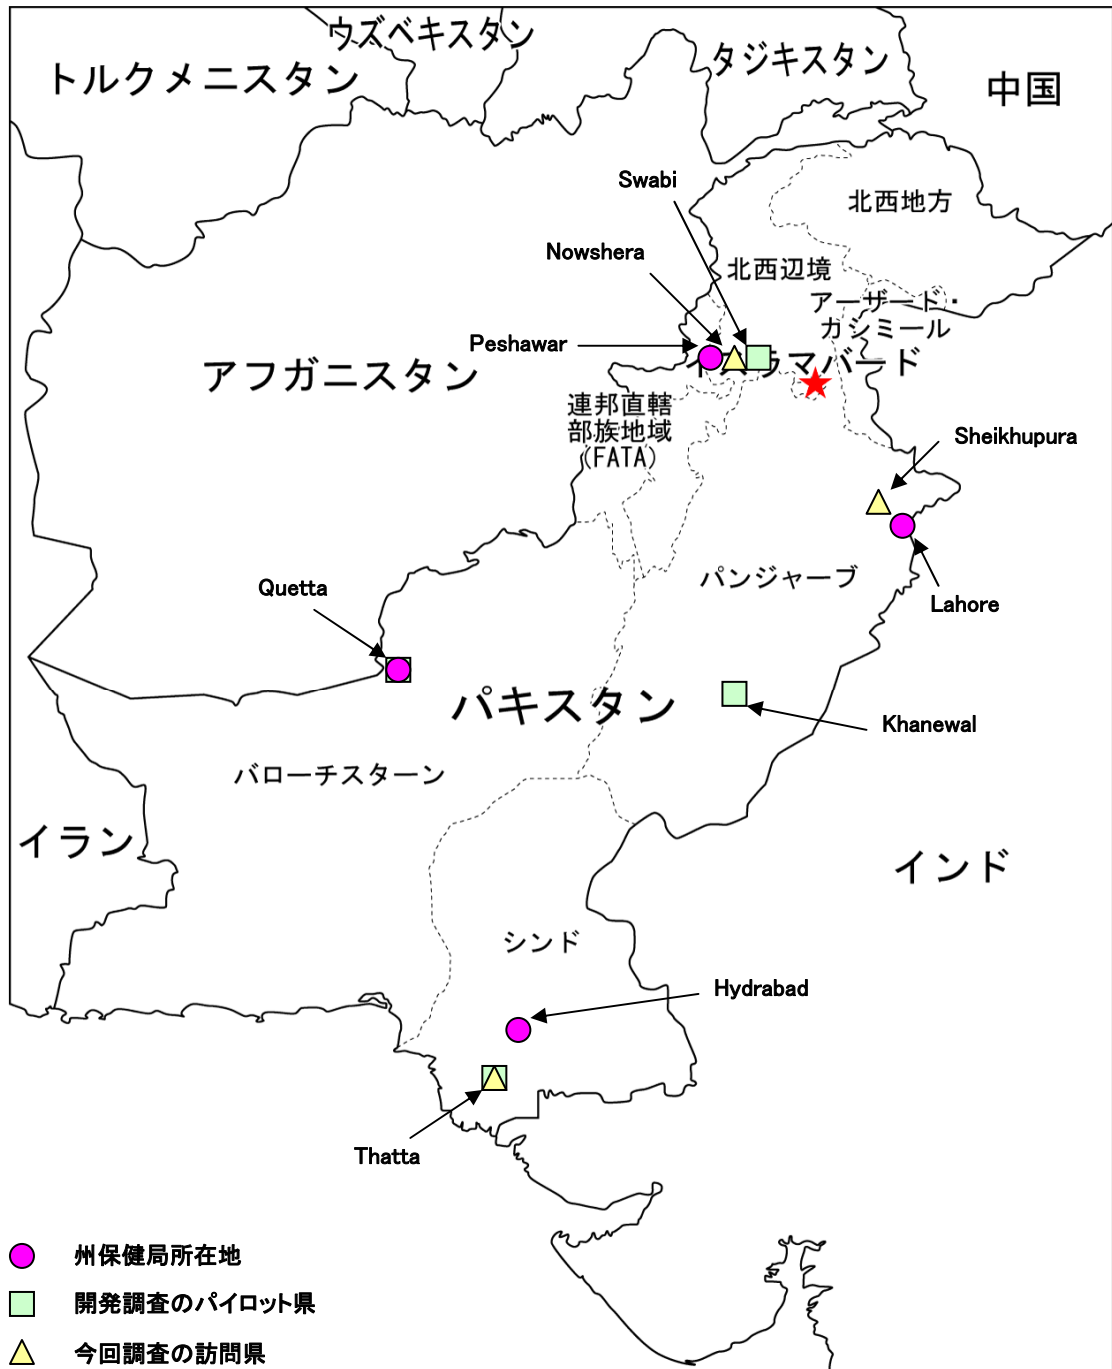 ウズベキスタン
トルクメニスタン
タジキスタン
中国
Swabi
北西地方
Nowshera
北西辺境
アーザード・
カシミール
Peshawar
イスラマバード
アフガニスタン
連邦直轄
部族地域
(FATA)
Sheikhupura
パンジャーブ
Quetta
Lahore
パキスタン
Khanewal
バローチスターン
イラン
インド
シンド
Hydrabad
Thatta
州保健局所在地
開発調査のパイロット県
今回調査の訪問県